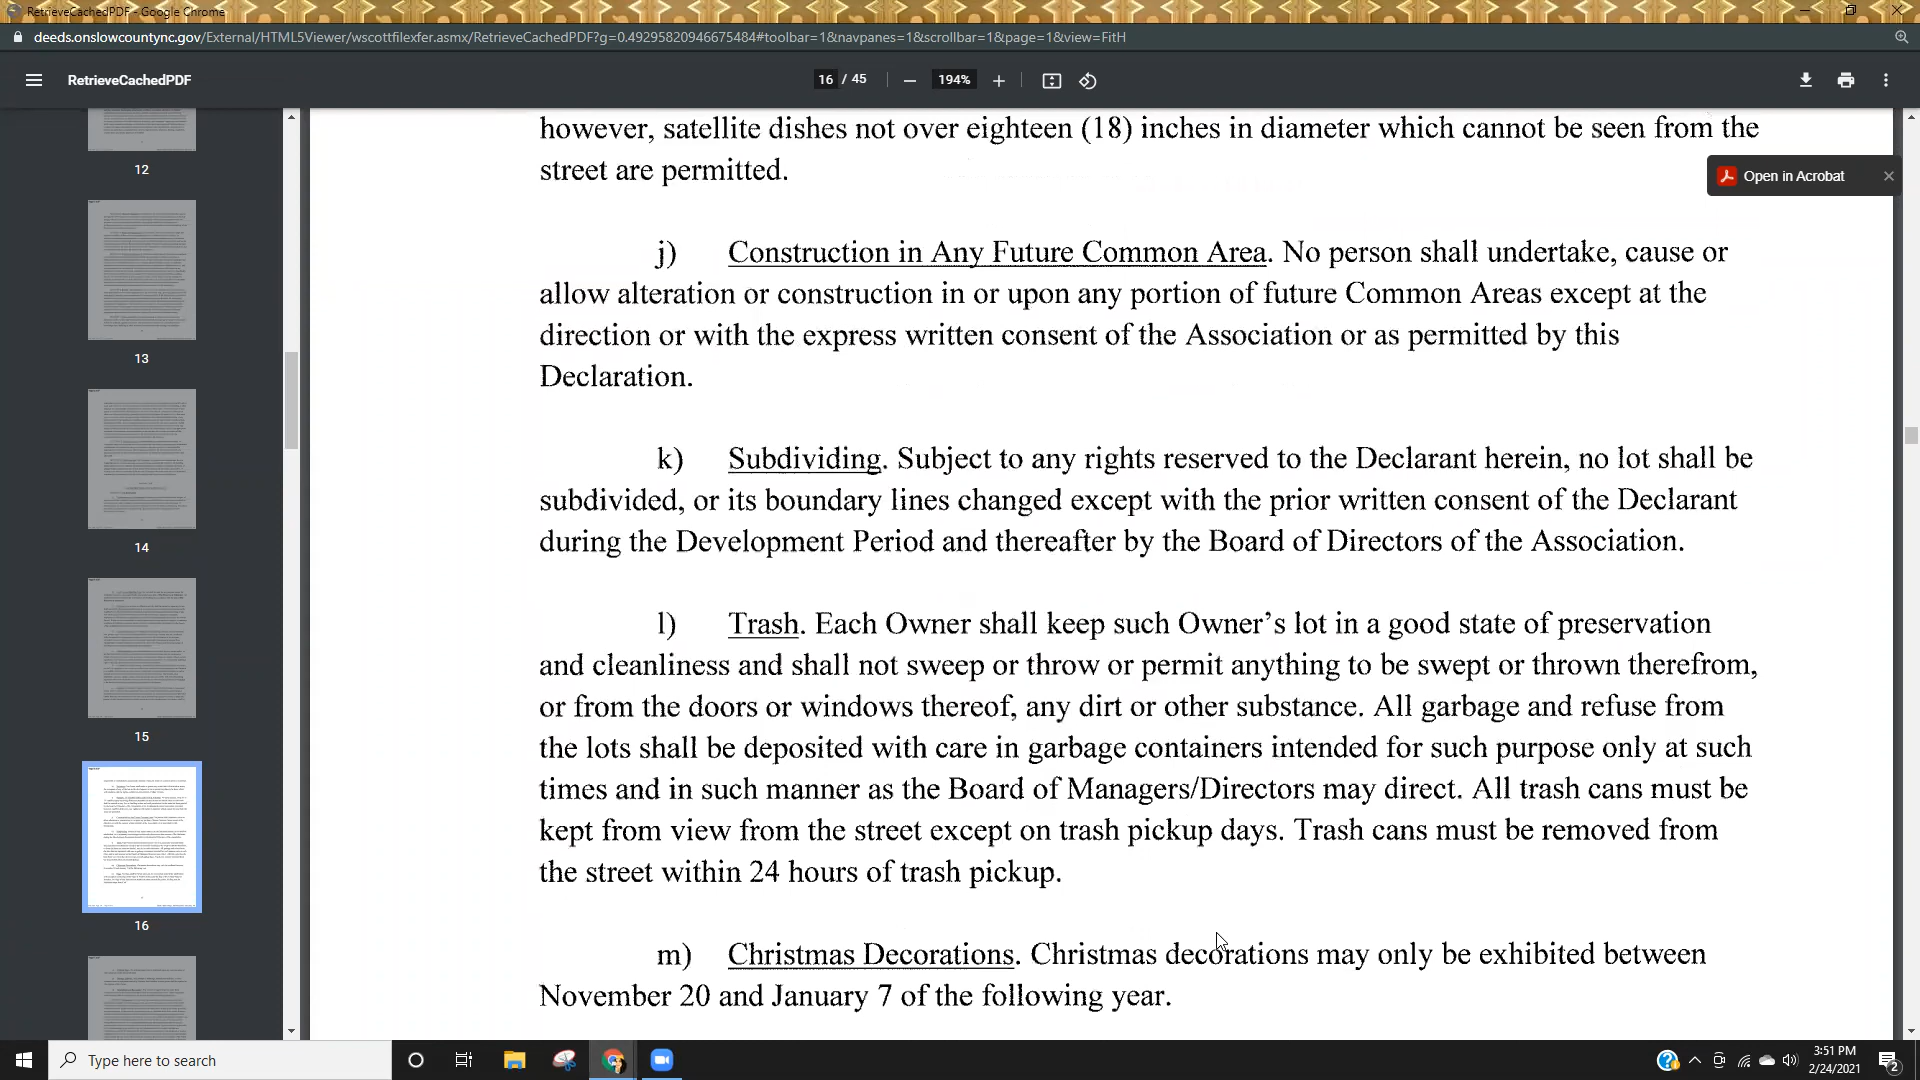 RetrieveCachedPDF - Google Chrome
deeds.onslowcountync.gov/External/HTML5Viewer/wscottfilexfer.asmx/RetrieveCachedPDF?g=0.49295820946675484#toolbar=1&navpanes=1&scrollbar=1&page=1&view=FitH
RetrieveCachedPDF
16 / 45
194%
Open in Acrobat
12
13
14
15
16
however, satellite dishes not over eighteen (18) inches in diameter which cannot be seen from the
street are permitted.
j) Construction in Any Future Common Area. No person shall undertake, cause or
allow alteration or construction in or upon any portion of future Common Areas except at the
direction or with the express written consent of the Association or as permitted by this
Declaration.
k) Subdividing. Subject to any rights reserved to the Declarant herein, no lot shall be
subdivided, or its boundary lines changed except with the prior written consent of the Declarant
during the Development Period and thereafter by the Board of Directors of the Association.
l) Trash. Each Owner shall keep such Owner's lot in a good state of preservation
and cleanliness and shall not sweep or throw or permit anything to be swept or thrown therefrom,
or from the doors or windows thereof, any dirt or other substance. All garbage and refuse from
the lots shall be deposited with care in garbage containers intended for such purpose only at such
times and in such manner as the Board of Managers/Directors may direct. All trash cans must be
kept from view from the street except on trash pickup days. Trash cans must be removed from
the street within 24 hours of trash pickup.
m) Christmas Decorations. Christmas decorations may only be exhibited between
November 20 and January 7 of the following year.
Type here to search
3:51 PM
2/24/2021
2